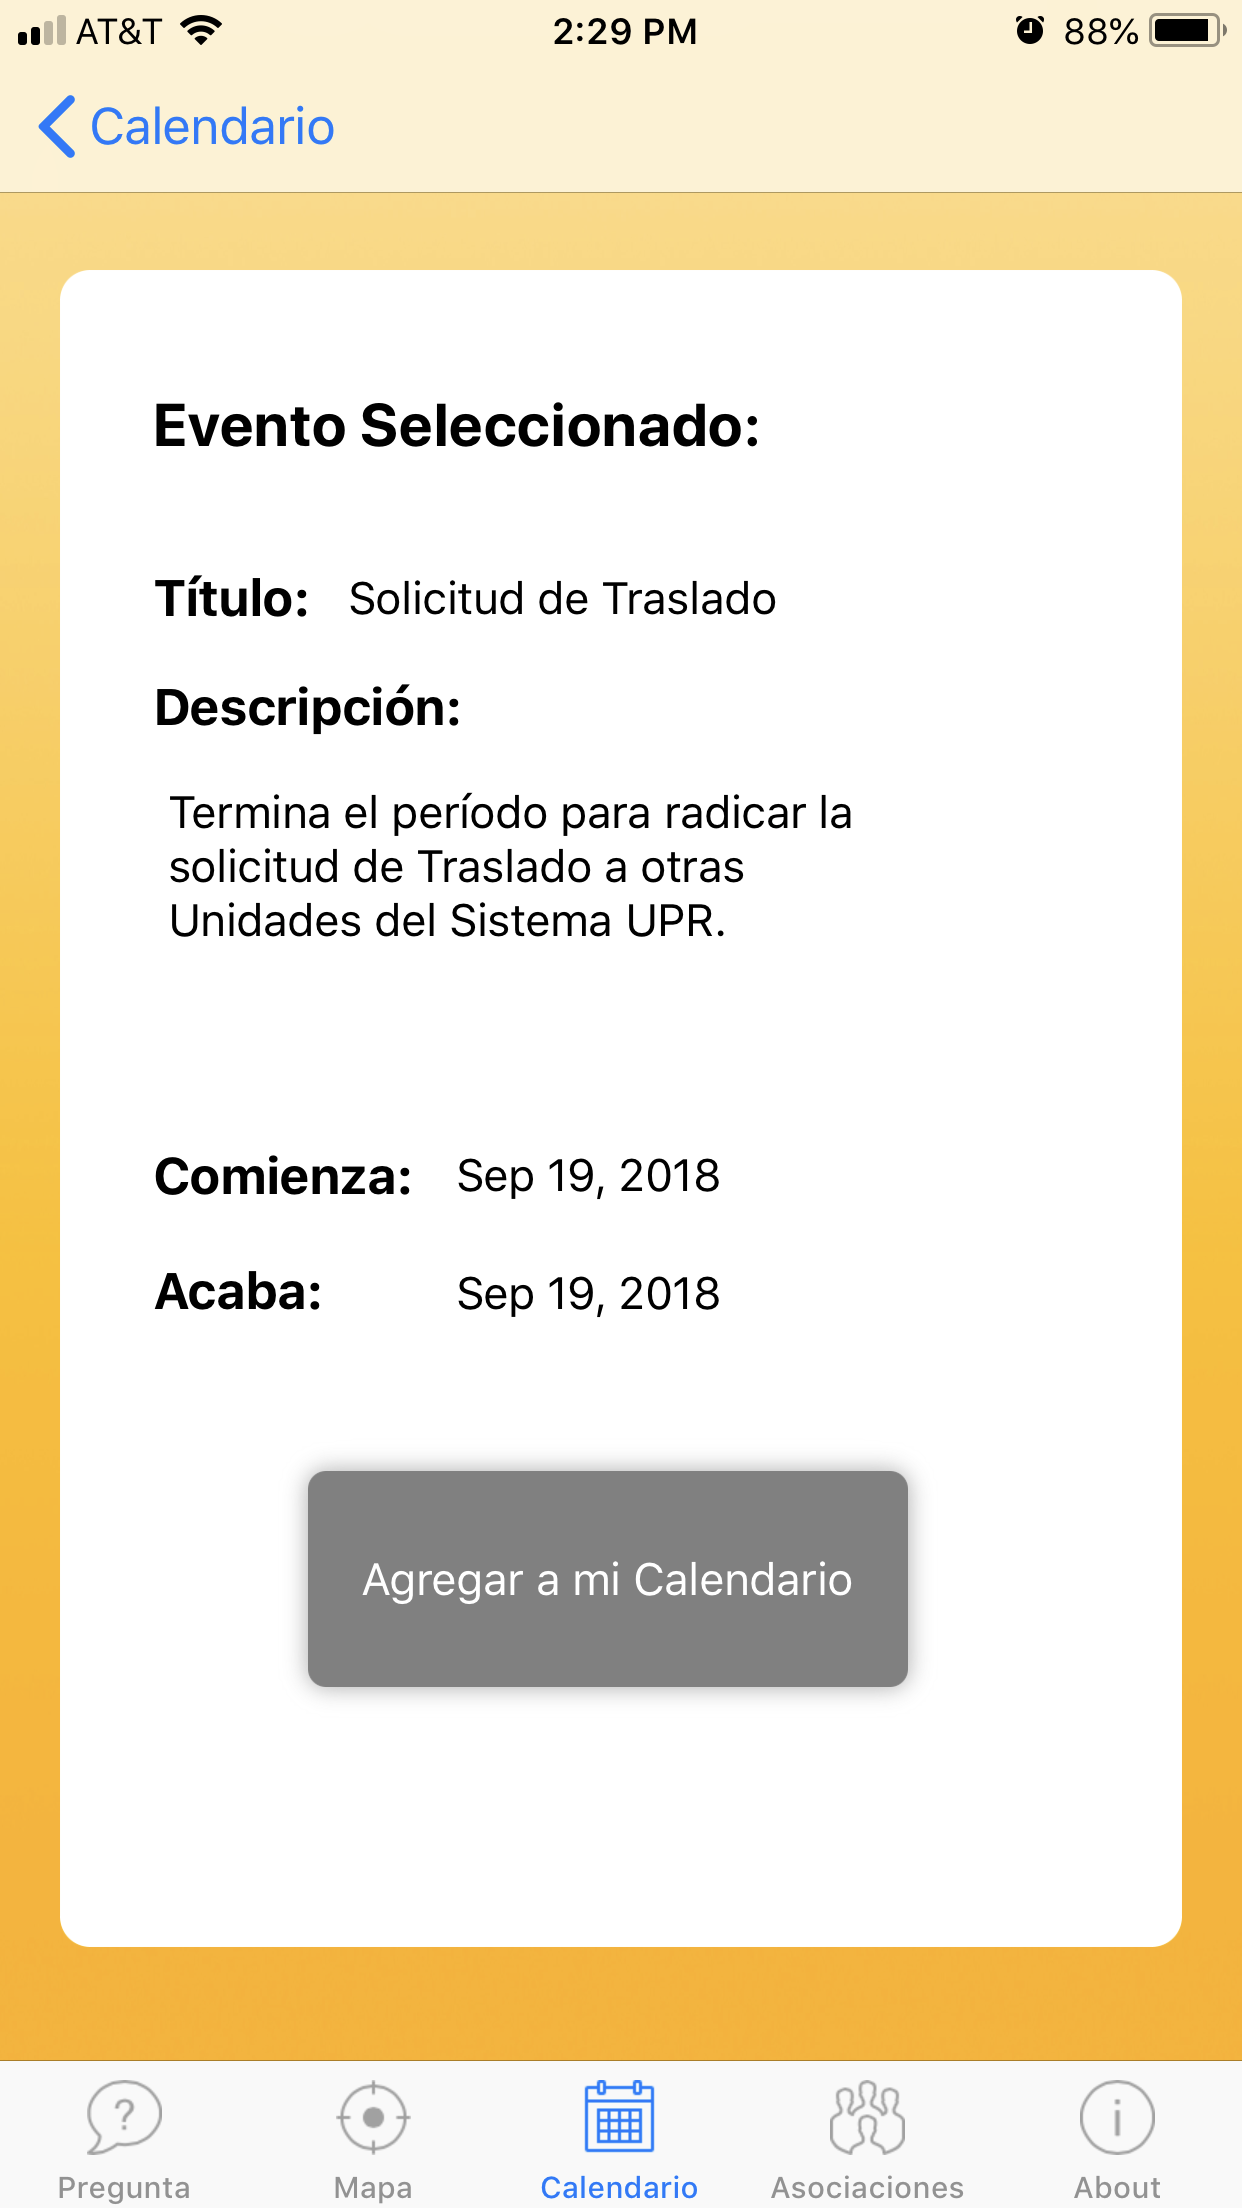 AT&T 2:29 PM 88%
Calendario
Evento Seleccionado:
Título: Solicitud de Traslado
Descripción:
Termina el período para radicar la
solicitud de Traslado a otras
Unidades del Sistema UPR.
Comienza: Sep 19, 2018
Acaba: Sep 19, 2018
Agregar a mi Calendario
Pregunta Mapa Calendario Asociaciones About